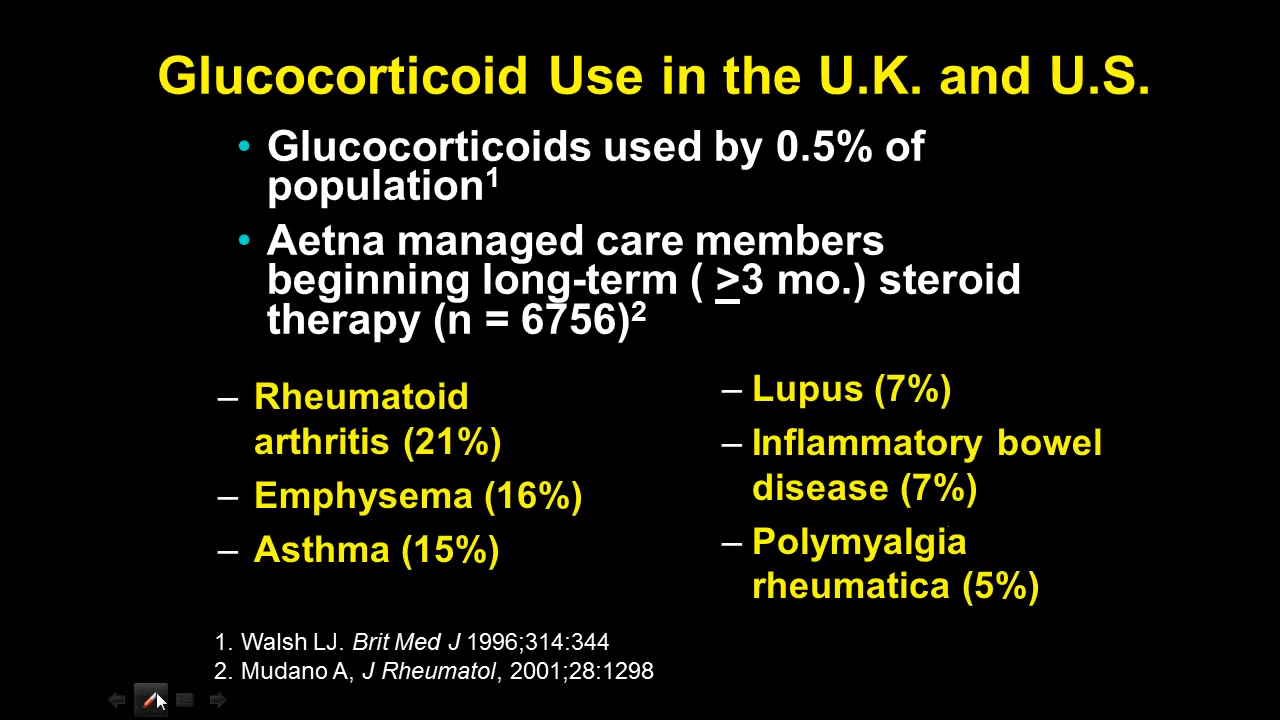 Glucocorticoid Use in the U.K. and U.S.
• Glucocorticoids used by 0.5% of
population¹
• Aetna managed care members
beginning long-term ( ≥3 mo.) steroid
therapy (n = 6756)²
– Rheumatoid
arthritis (21%)
– Emphysema (16%)
– Asthma (15%)
– Lupus (7%)
– Inflammatory bowel
disease (7%)
– Polymyalgia
rheumatica (5%)
1. Walsh LJ. Brit Med J 1996;314:344
2. Mudano A, J Rheumatol, 2001;28:1298